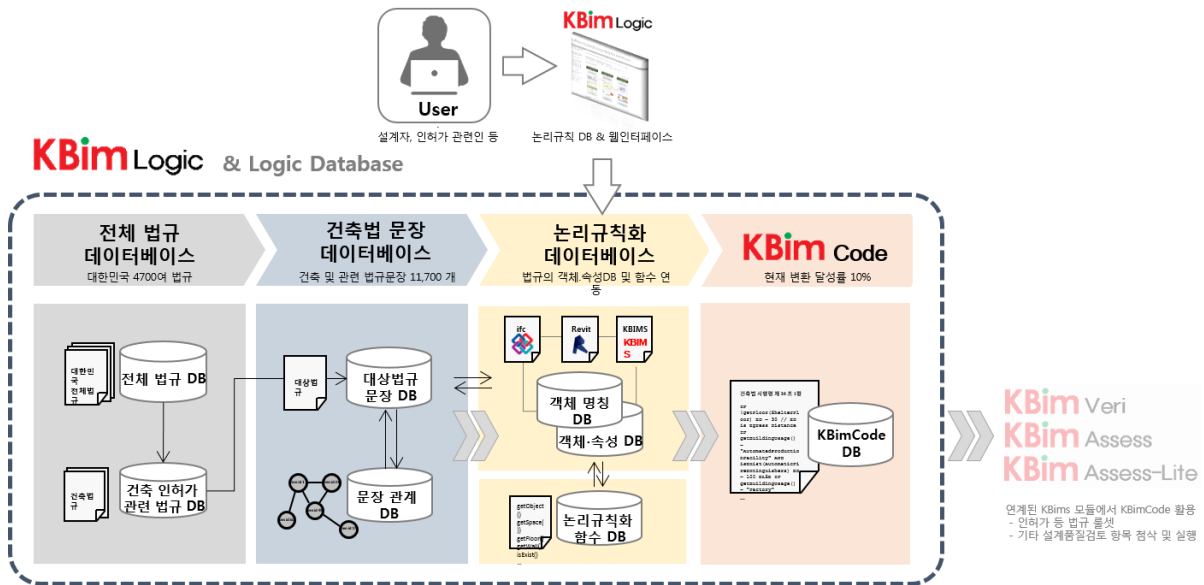 KBim Logic
User
설계자, 인허가 관련인 등
논리규칙 DB & 웹인터페이스
KBim Logic & Logic Database
전체 법규
데이터베이스
대한민국 4700여 법규
건축법 문장
데이터베이스
건축 및 관련 법규문장 11,700 개
논리규칙화
데이터베이스
법규의 객체.속성DB 및 함수 연
동
KBim Code
현재 변환 달성률 10%
대한민
국
전체법규
전체 법규 DB
건축법
건축 인허가
관련 법규 DB
대상법
규
대상법규
문장 DB
문장 관계
DB
ifc
Revit
KBIMS
KBIM
S
객체 명칭
DB
객체.속성 DB
getObject
()
getSpace(
)
getFloor
isExist()
논리규칙화
함수 DB
KBimCode
DB
KBim Veri
KBim Assess
KBim Assess-Lite
연계된 KBims 모듈에서 KBimCode 활용
- 인허가 등 법규 룰셋
- 기타 설계품질검토 항목 첨삭 및 실행